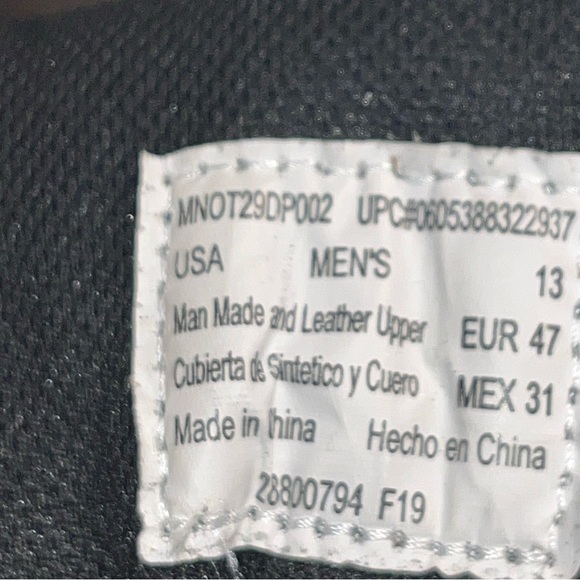 MNOT29DP002 UPC#0605388322937
USA MEN'S 13
Man Made and Leather Upper EUR 47
Cubierta de Sintetico y Cuero MEX 31
Made in China Hecho en China
28800794 F19